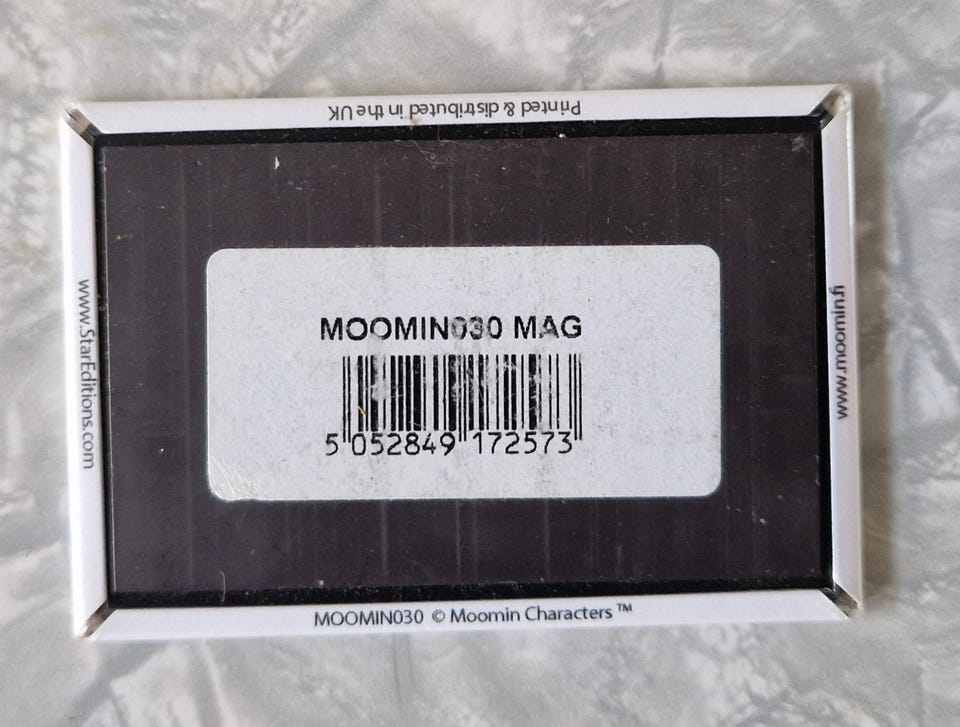 Printed & distributed in the UK
www.StarEditions.com
MOOMIN030 MAG
5 052849 172573
www.moomin.fi
MOOMIN030 © Moomin Characters ™